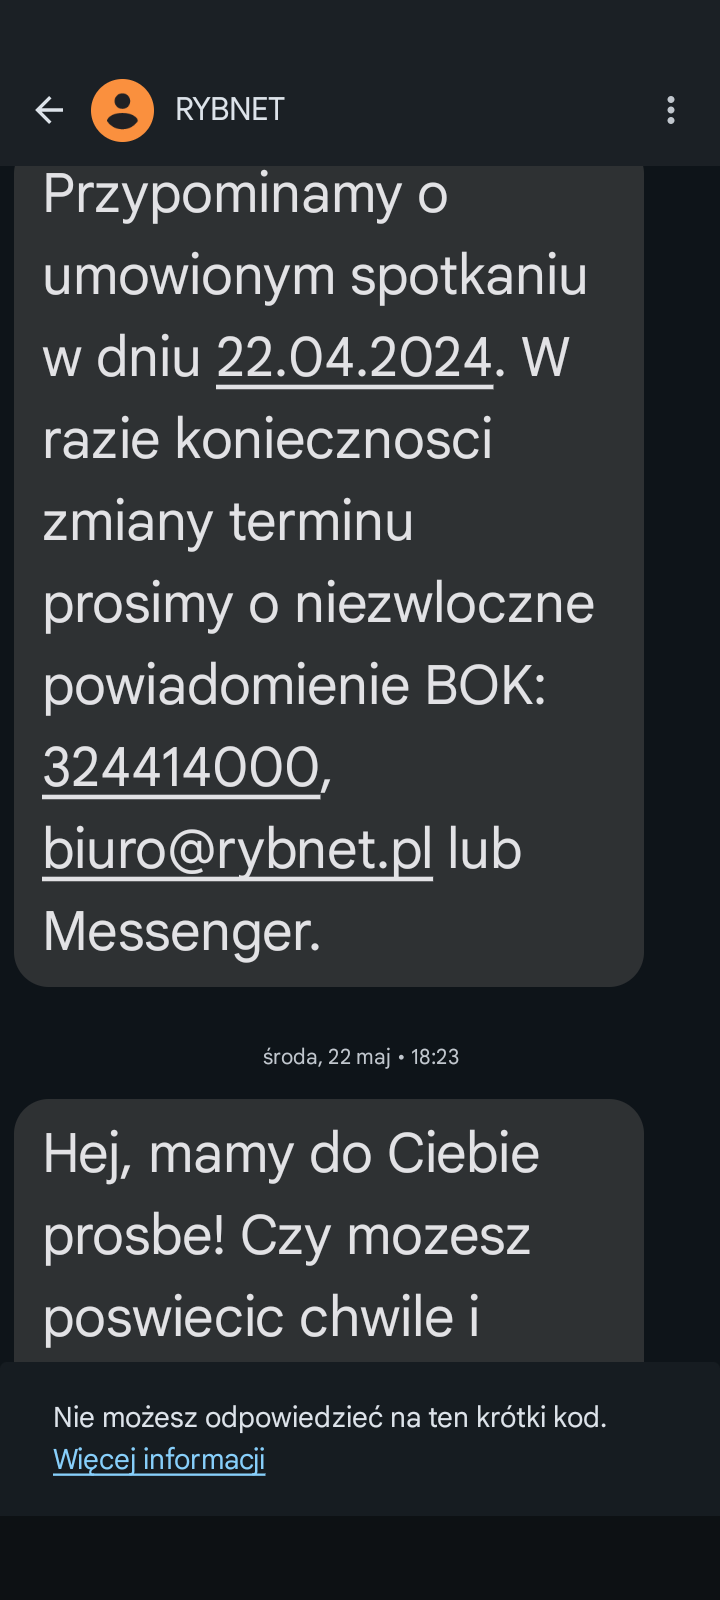 RYBNET
Przypominamy o
umowionym spotkaniu
w dniu 22.04.2024. W
razie koniecznosci
zmiany terminu
prosimy o niezwloczne
powiadomienie BOK:
324414000,
biuro@rybnet.pl lub
Messenger.
środa, 22 maj • 18:23
Hej, mamy do Ciebie
prosbe! Czy mozesz
poswiecic chwile i
Nie możesz odpowiedzieć na ten krótki kod.
Więcej informacji